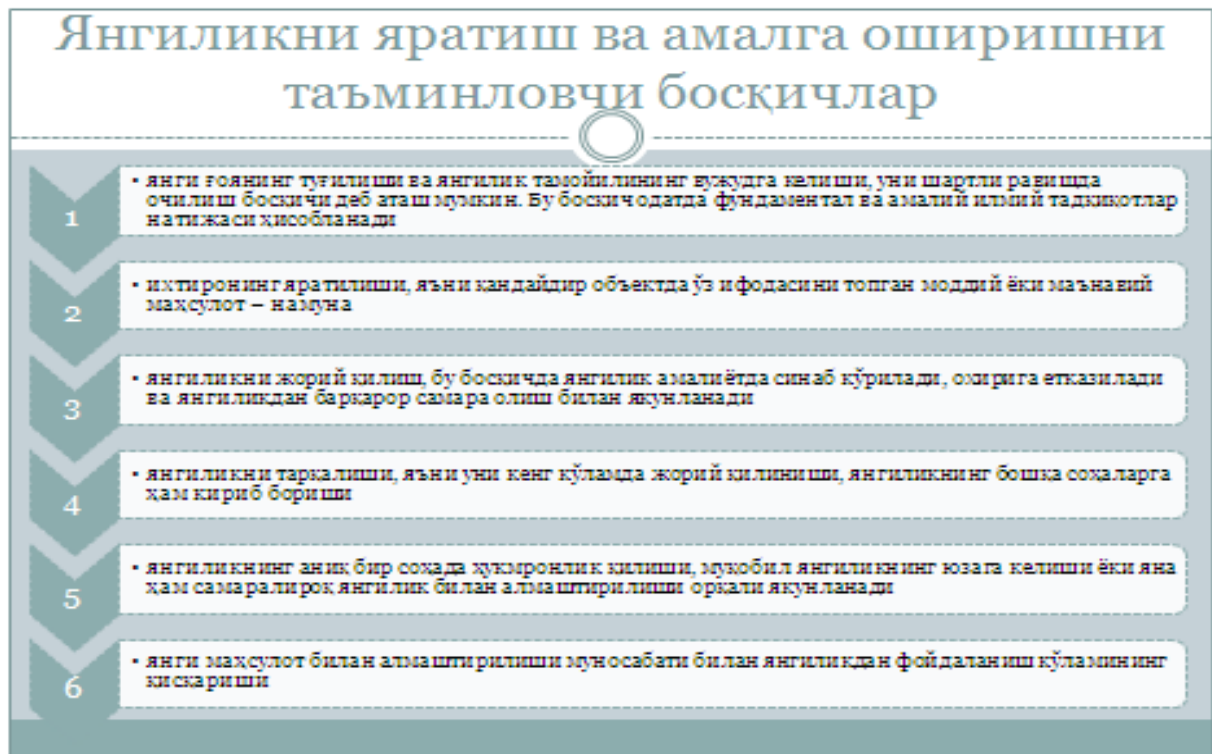 Янгиликни яратиш ва амалга оширишни
таъминловчи босқичлар
1
• янги ғоянинг туғилиши ва янгилик тамойилининг вужудга келиши, уни шартли равишда
очилиш босқичи деб аташ мумкин. Бу босқич одатда фундаментал ва амалий илмий тадқиқотлар
натижаси ҳисобланади
2
• ихтиронинг яратилиши, яъни қандайдир объектда ўз ифодасини топган моддий ёки маънавий
маҳсулот – намуна
3
• янгиликни жорий қилиш, бу босқичда янгилик амалиётда синаб кўрилади, охирига етказилади
ва янгиликдан барқарор самара олиш билан якунланади
4
• янгиликни тарқалиши, яъни уни кенг кўламда жорий қилиниши, янгиликнинг бошқа соҳаларга
ҳам кириб бориши
5
• янгиликнинг аниқ бир соҳада ҳукмронлик қилиши, муқобил янгиликнинг юзага келиши ёки яна
ҳам самаралироқ янгилик билан алмаштирилиши орқали якунланади
6
• янги маҳсулот билан алмаштирилиши муносабати билан янгиликдан фойдаланиш кўламининг
қисқариши